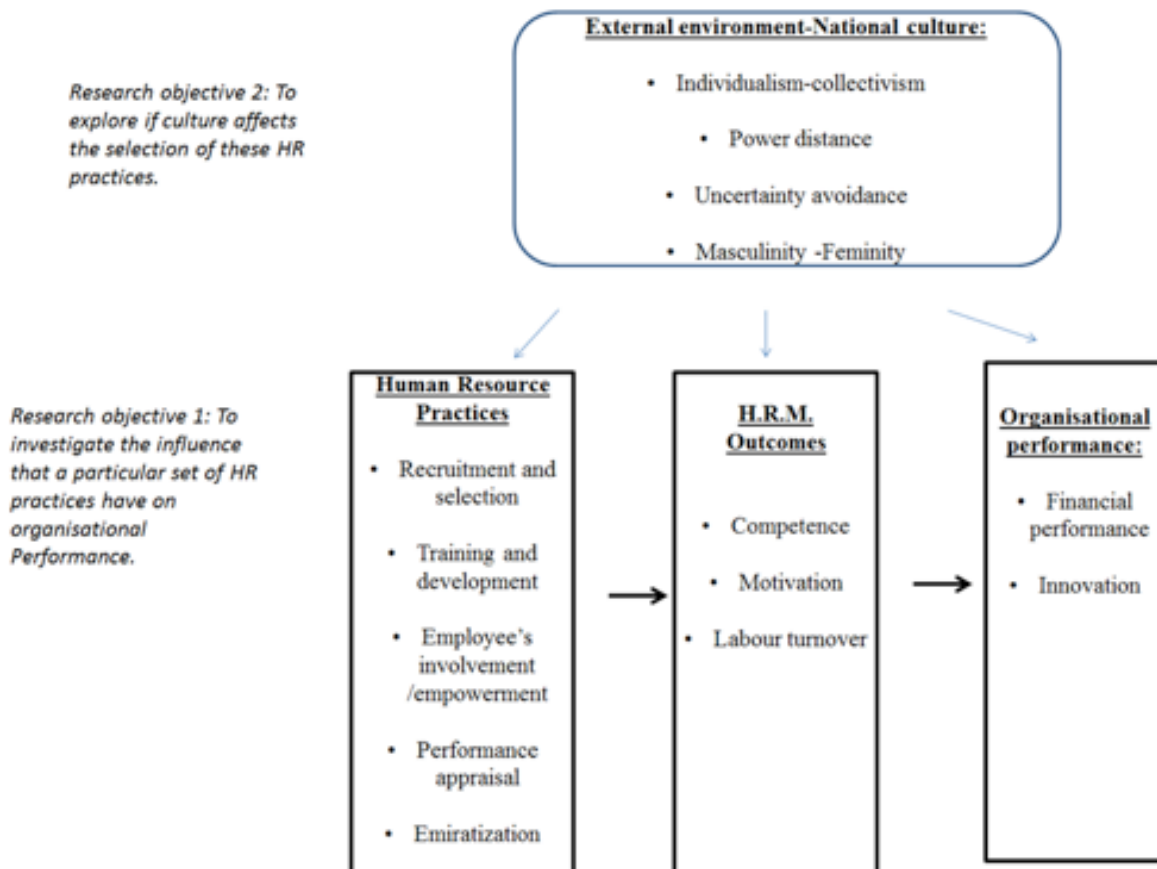 External environment-National culture:
• Individualism-collectivism
• Power distance
• Uncertainty avoidance
• Masculinity -Feminity
Research objective 2: To
explore if culture affects
the selection of these HR
practices.
Research objective 1: To
investigate the influence
that a particular set of HR
practices have on
organisational
Performance.
Human Resource
Practices
• Recruitment and
selection
• Training and
development
• Employee’s
involvement
/empowerment
• Performance
appraisal
• Emiratization
H.R.M.
Outcomes
• Competence
• Motivation
• Labour turnover
Organisational
performance:
• Financial
performance
• Innovation